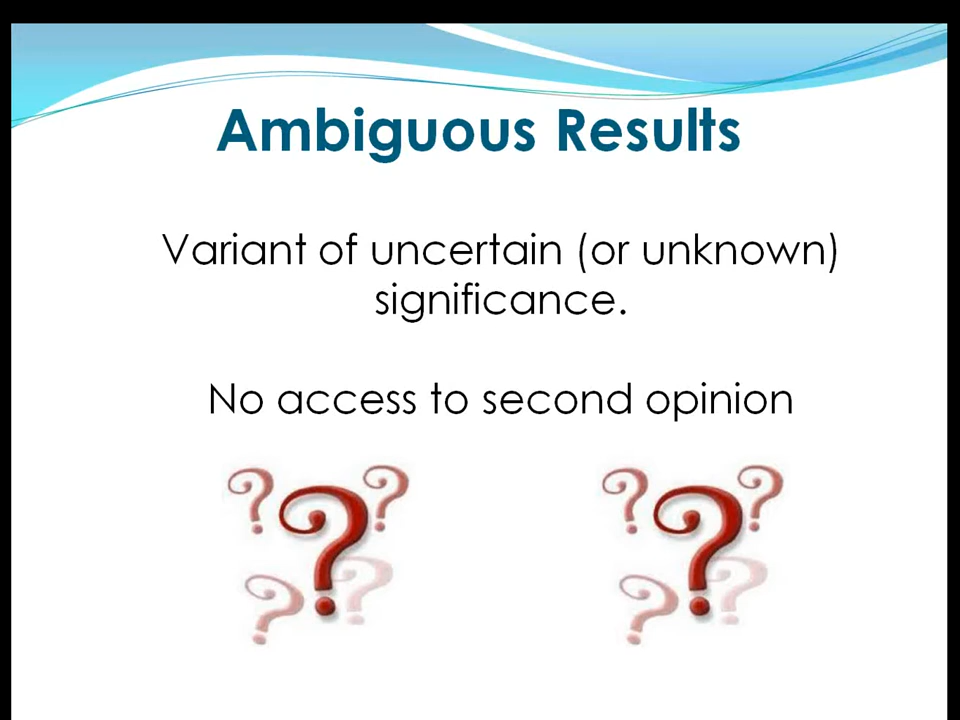 Ambiguous Results
Variant of uncertain (or unknown)
significance.
No access to second opinion